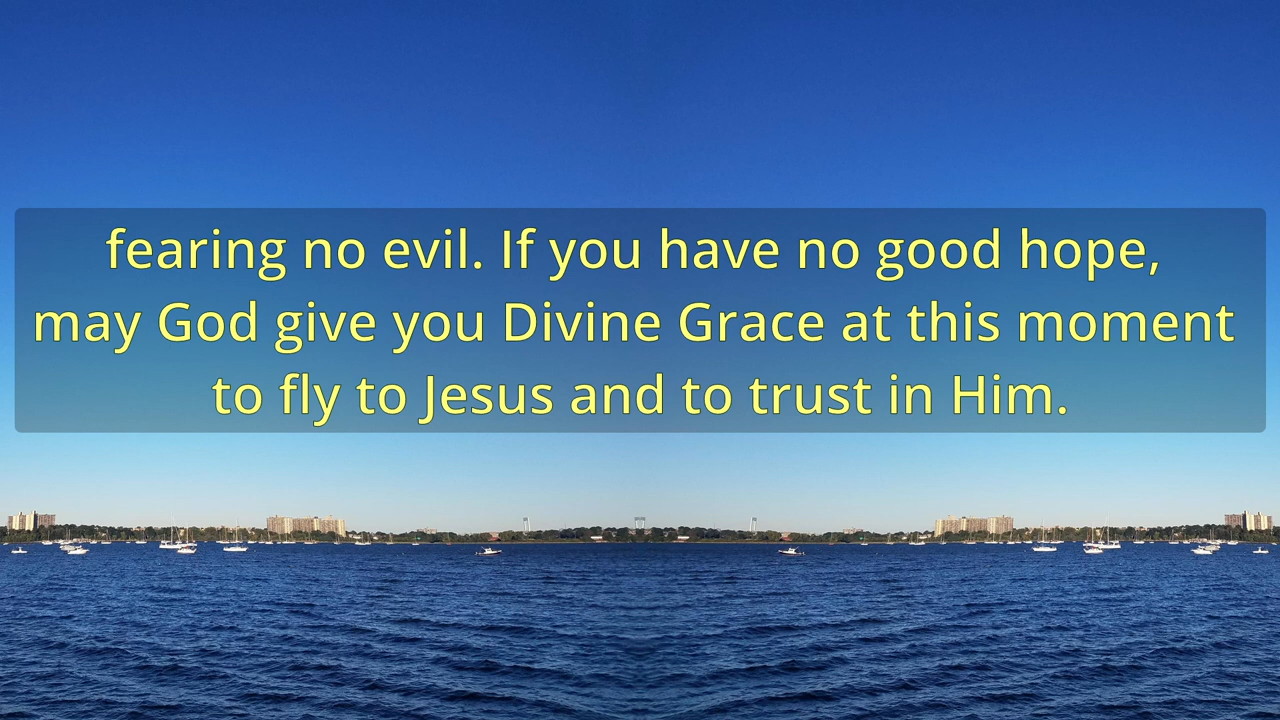 fearing no evil. If you have no good hope,
may God give you Divine Grace at this moment
to fly to Jesus and to trust in Him.